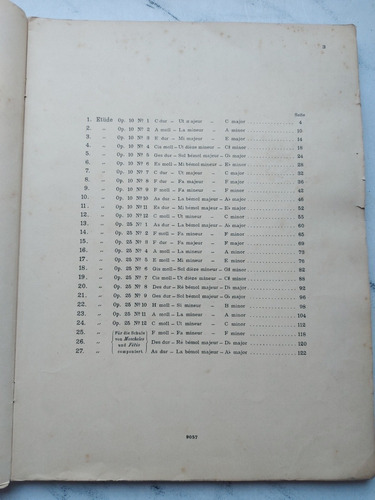 3
Seite
1. Etüde Op. 10 Nº 1 C dur – Ut majeur – C major 4
2. „ Op. 10 Nº 2 A moll – La mineur – A minor 10
3. „ Op. 10 Nº 3 E dur – Mi majeur – E major 14
4. „ Op. 10 Nº 4 Cis moll – Ut dièze mineur – C♯ minor 18
5. „ Op. 10 Nº 5 Ges dur – Sol bémol majeur – G♭ major 24
6. „ Op. 10 Nº 6 Es moll – Mi bémol mineur – E♭ minor
7. „ Op. 10 Nº 7 C dur – Ut majeur – C major 32
8. „ Op. 10 Nº 8 F dur – Fa majeur – F major 36
9. „ Op. 10 Nº 9 F moll – Fa mineur – F minor
10. „ Op. 10 Nº 10 As dur – La bémol majeur – A♭ major 46
11. „ Op. 10 Nº 11 Es dur – Mi bémol majeur – E♭ major 52
12. „ Op. 10 Nº 12 C moll – Ut mineur – C minor
13. „ Op. 25 Nº 1 As dur – La bémol majeur – A♭ major
14. „ Op. 25 Nº 2 F moll – Fa mineur – F minor
15. „ Op. 25 Nº 3 F dur – Fa majeur – F major
16. „ Op. 25 Nº 4 A moll – La mineur – A minor
17. „ Op. 25 Nº 5 E moll – Mi mineur – E minor 76
18. „ Op. 25 Nº 6 Gis moll – Sol dièze mineur – G♯ minor 82
19. „ Op. 25 Nº 7 Cis moll – Ut dièze mineur – C♯ minor
20. „ Op. 25 Nº 8 Des dur – Ré bémol majeur – D♭ major 92
21. „ Op. 25 Nº 9 Ges dur – Sol bémol majeur – G♭ major
22. „ Op. 25 Nº 10 H moll – Si mineur – B minor 98
23. „ Op. 25 Nº 11 A moll – La mineur – A minor 104
24. „ Op. 25 Nº 12 C moll – Ut mineur – C minor 112
25. „ Für die Schule F moll – Fa mineur – F minor 118
26. „ von Moscheles und Fétis Des dur – Ré bémol majeur – D♭ major 120
27. „ componiert. As dur – La bémol majeur – A♭ major 122
9037